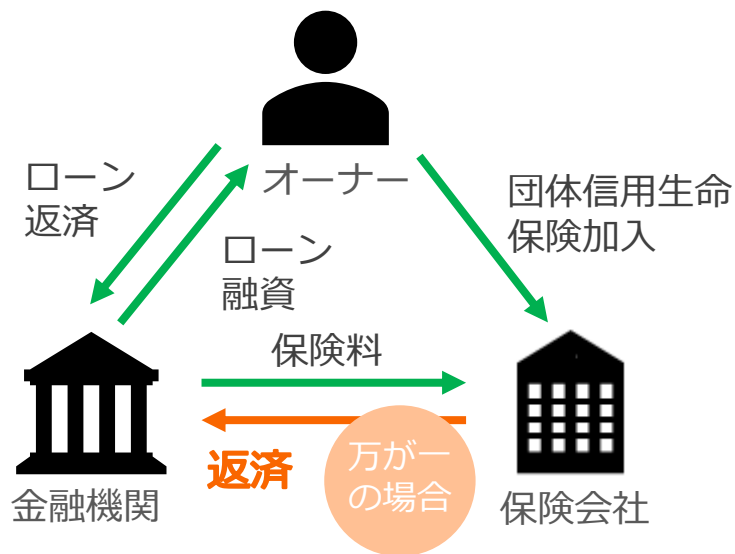 オーナー
ローン
返済
ローン
融資
団体信用生命
保険加入
保険料
返済
万が一
の場合
金融機関
保険会社